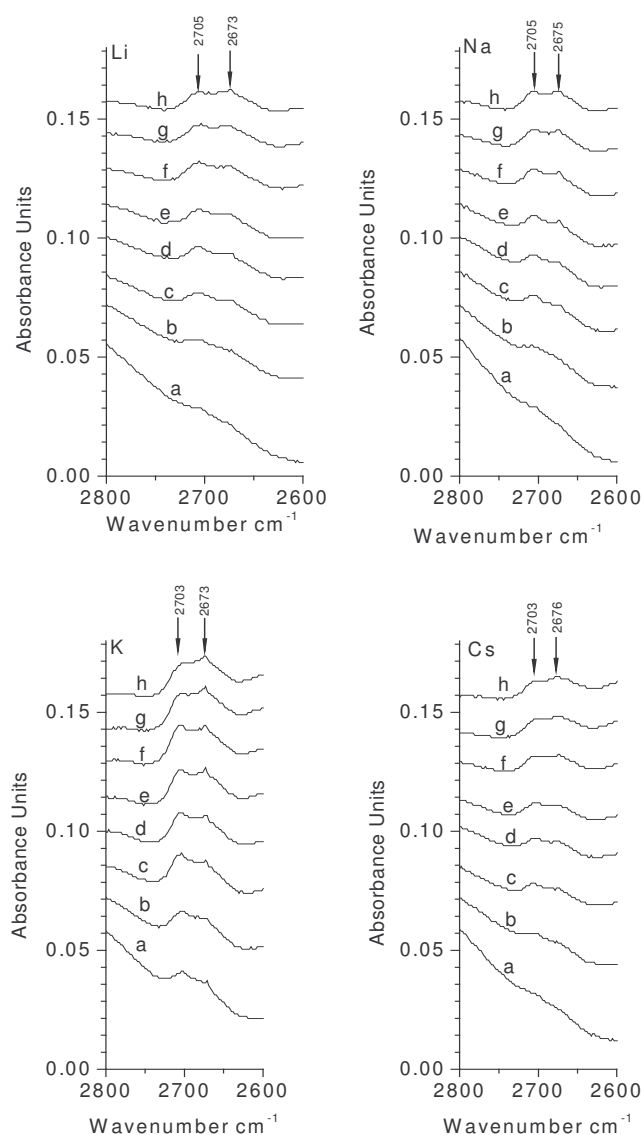 2705 2673
Li
h
g
f
e
d
c
b
a
0.15
0.10
0.05
0.00
Absorbance Units
2800 2700 2600
Wavenumber cm-1
2705 2675
Na
h
g
f
e
d
c
b
a
0.15
0.10
0.05
0.00
Absorbance Units
2800 2700 2600
Wavenumber cm-1
2703 2673
K
h
g
f
e
d
c
b
a
0.15
0.10
0.05
0.00
Absorbance Units
2800 2700 2600
Wavenumber cm-1
2703 2676
Cs
h
g
f
e
d
c
b
a
0.15
0.10
0.05
0.00
Absorbance Units
2800 2700 2600
Wavenumber cm-1